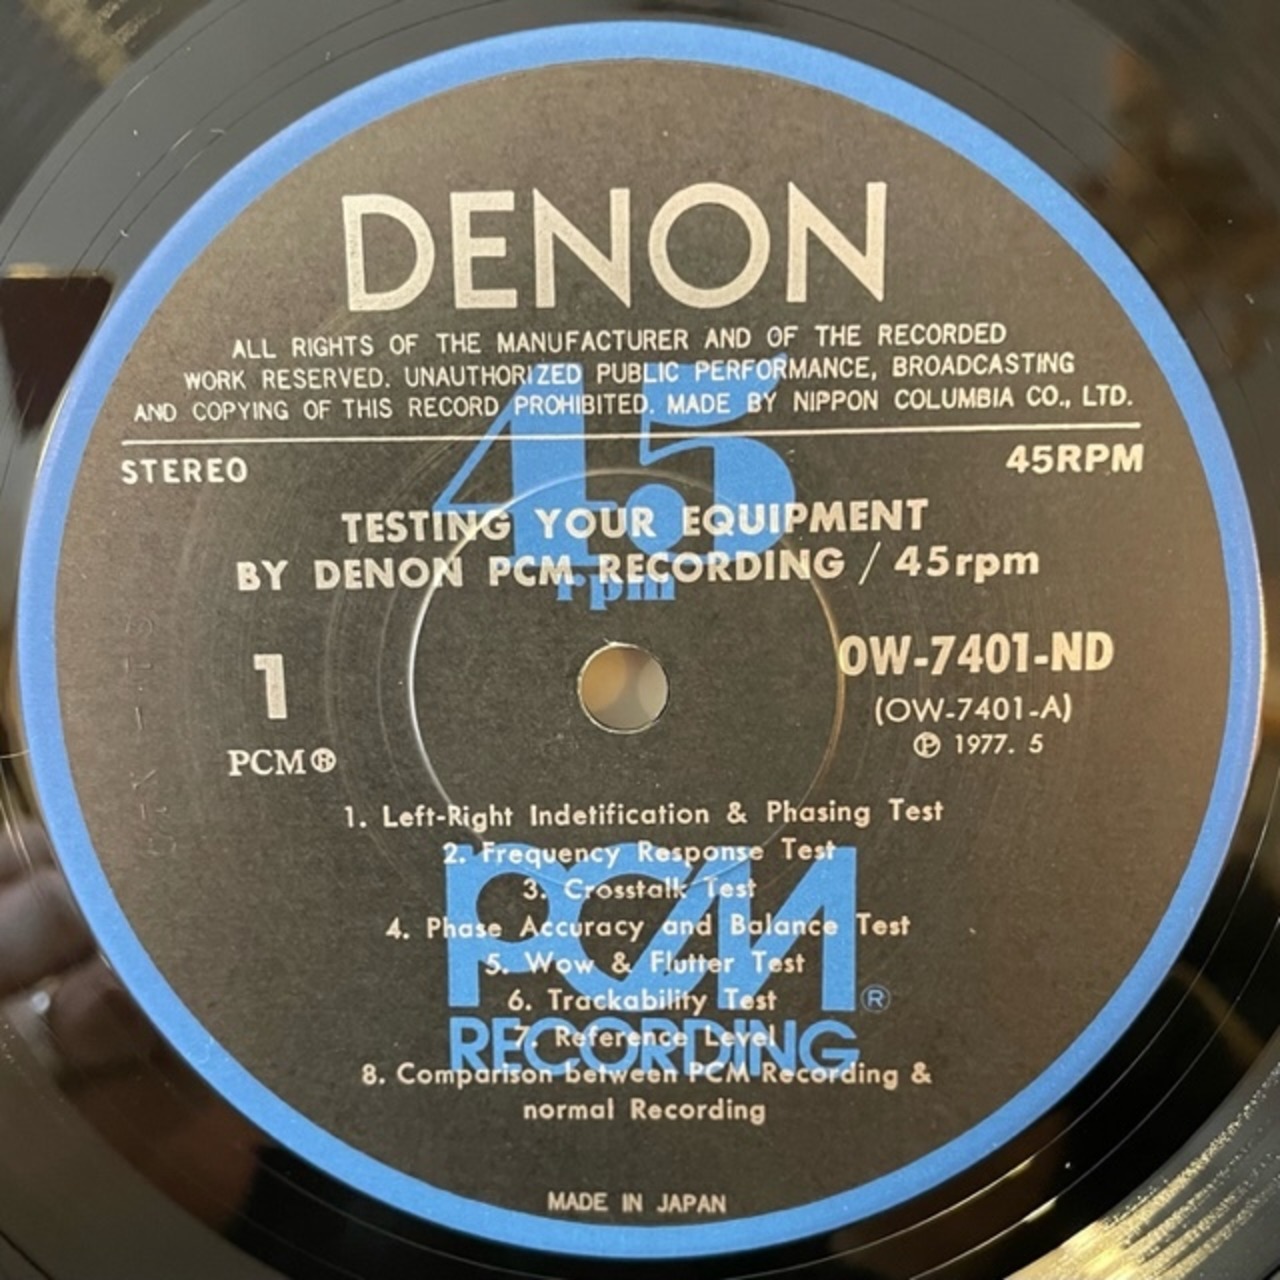 DENON
ALL RIGHTS OF THE MANUFACTURER AND OF THE RECORDED
WORK RESERVED. UNAUTHORIZED PUBLIC PERFORMANCE, BROADCASTING
AND COPYING OF THIS RECORD PROHIBITED. MADE BY NIPPON COLUMBIA CO., LTD.
45
rpm
STEREO 45RPM
TESTING YOUR EQUIPMENT
BY DENON PCM RECORDING / 45rpm
1 OW-7401-ND
(OW-7401-A)
PCM® ℗ 1977. 5
1. Left-Right Indetification & Phasing Test
2. Frequency Response Test
3. Crosstalk Test
4. Phase Accuracy and Balance Test
5. Wow & Flutter Test
6. Trackability Test
7. Reference Level
8. Comparison between PCM Recording &
normal Recording
PCM®
RECORDING
MADE IN JAPAN